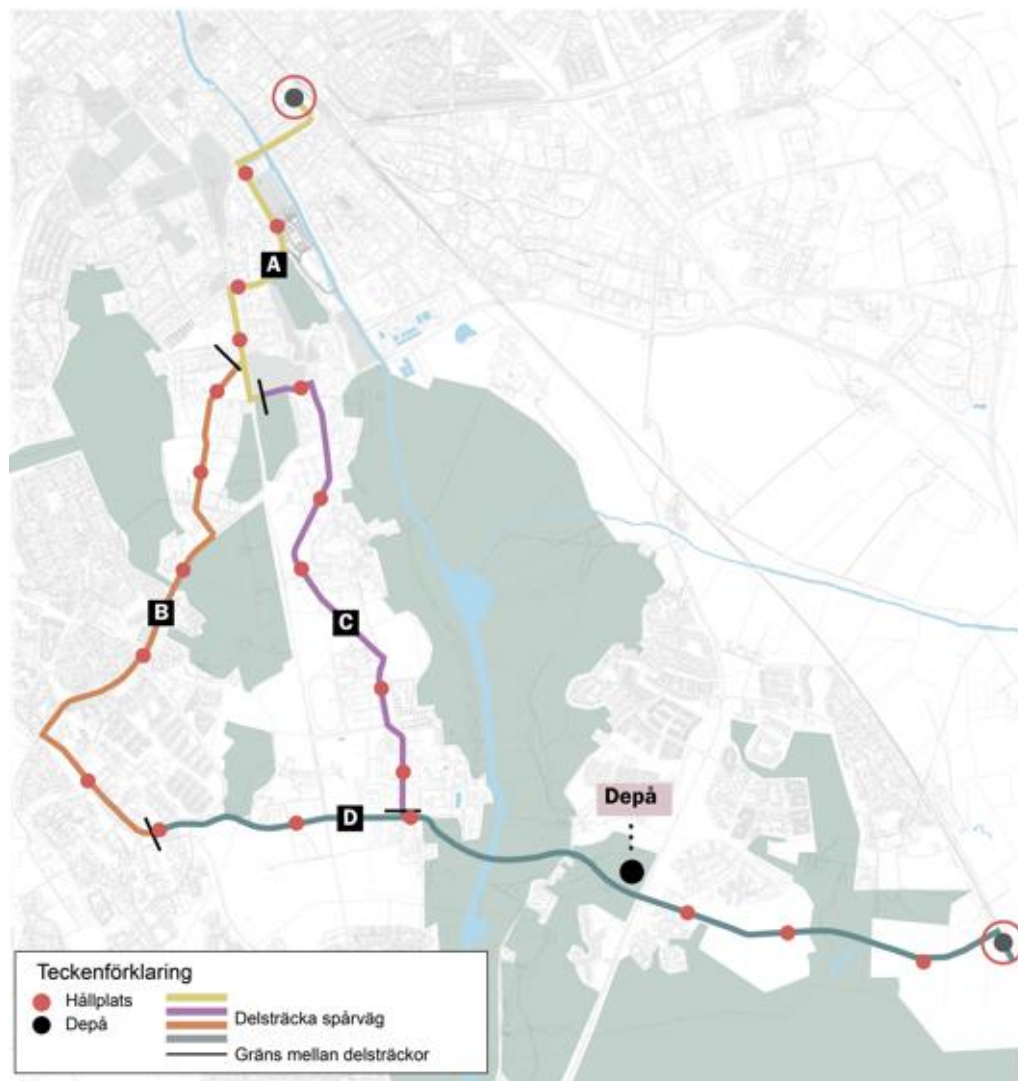 A
B
C
D
Depå
Teckenförklaring
Hållplats
Depå
Delsträcka spårväg
Gräns mellan delsträckor